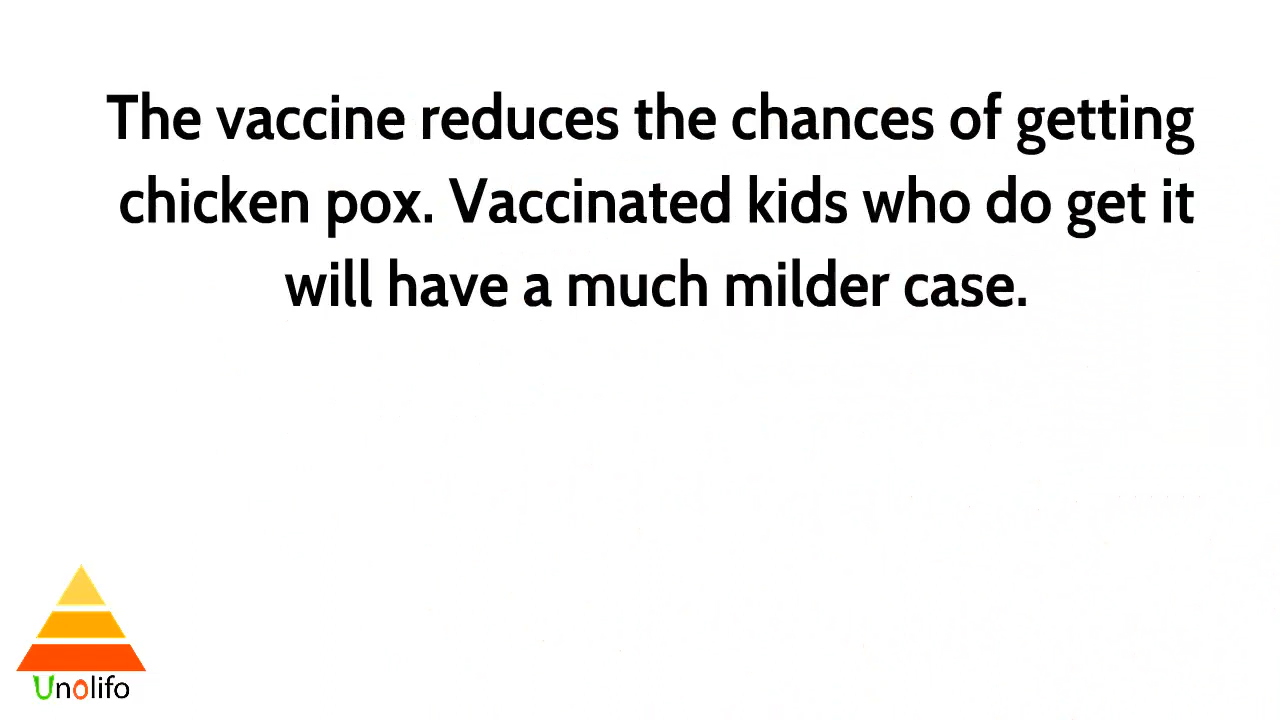 The vaccine reduces the chances of getting
chicken pox. Vaccinated kids who do get it
will have a much milder case.
Unolifo